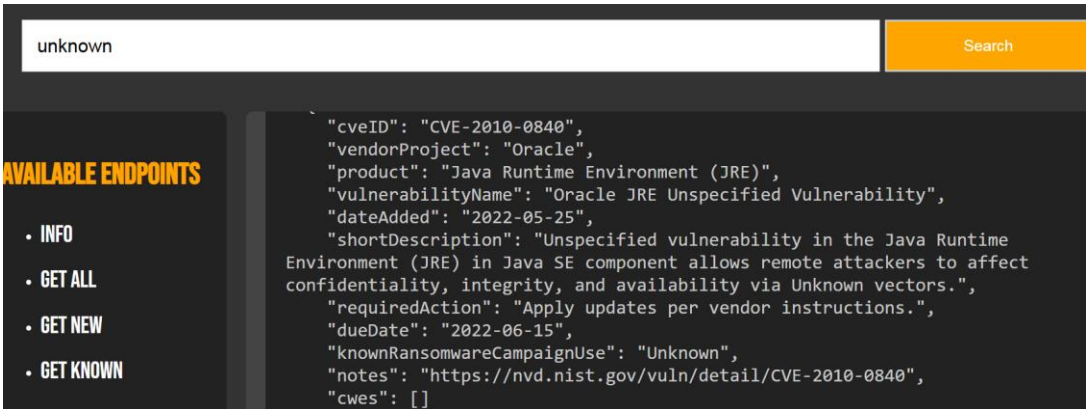 unknown
Search
AVAILABLE ENDPOINTS
• INFO
• GET ALL
• GET NEW
• GET KNOWN
"cveID": "CVE-2010-0840",
"vendorProject": "Oracle",
"product": "Java Runtime Environment (JRE)",
"vulnerabilityName": "Oracle JRE Unspecified Vulnerability",
"dateAdded": "2022-05-25",
"shortDescription": "Unspecified vulnerability in the Java Runtime
Environment (JRE) in Java SE component allows remote attackers to affect
confidentiality, integrity, and availability via Unknown vectors.",
"requiredAction": "Apply updates per vendor instructions.",
"dueDate": "2022-06-15",
"knownRansomwareCampaignUse": "Unknown",
"notes": "https://nvd.nist.gov/vuln/detail/CVE-2010-0840",
"cwes": []